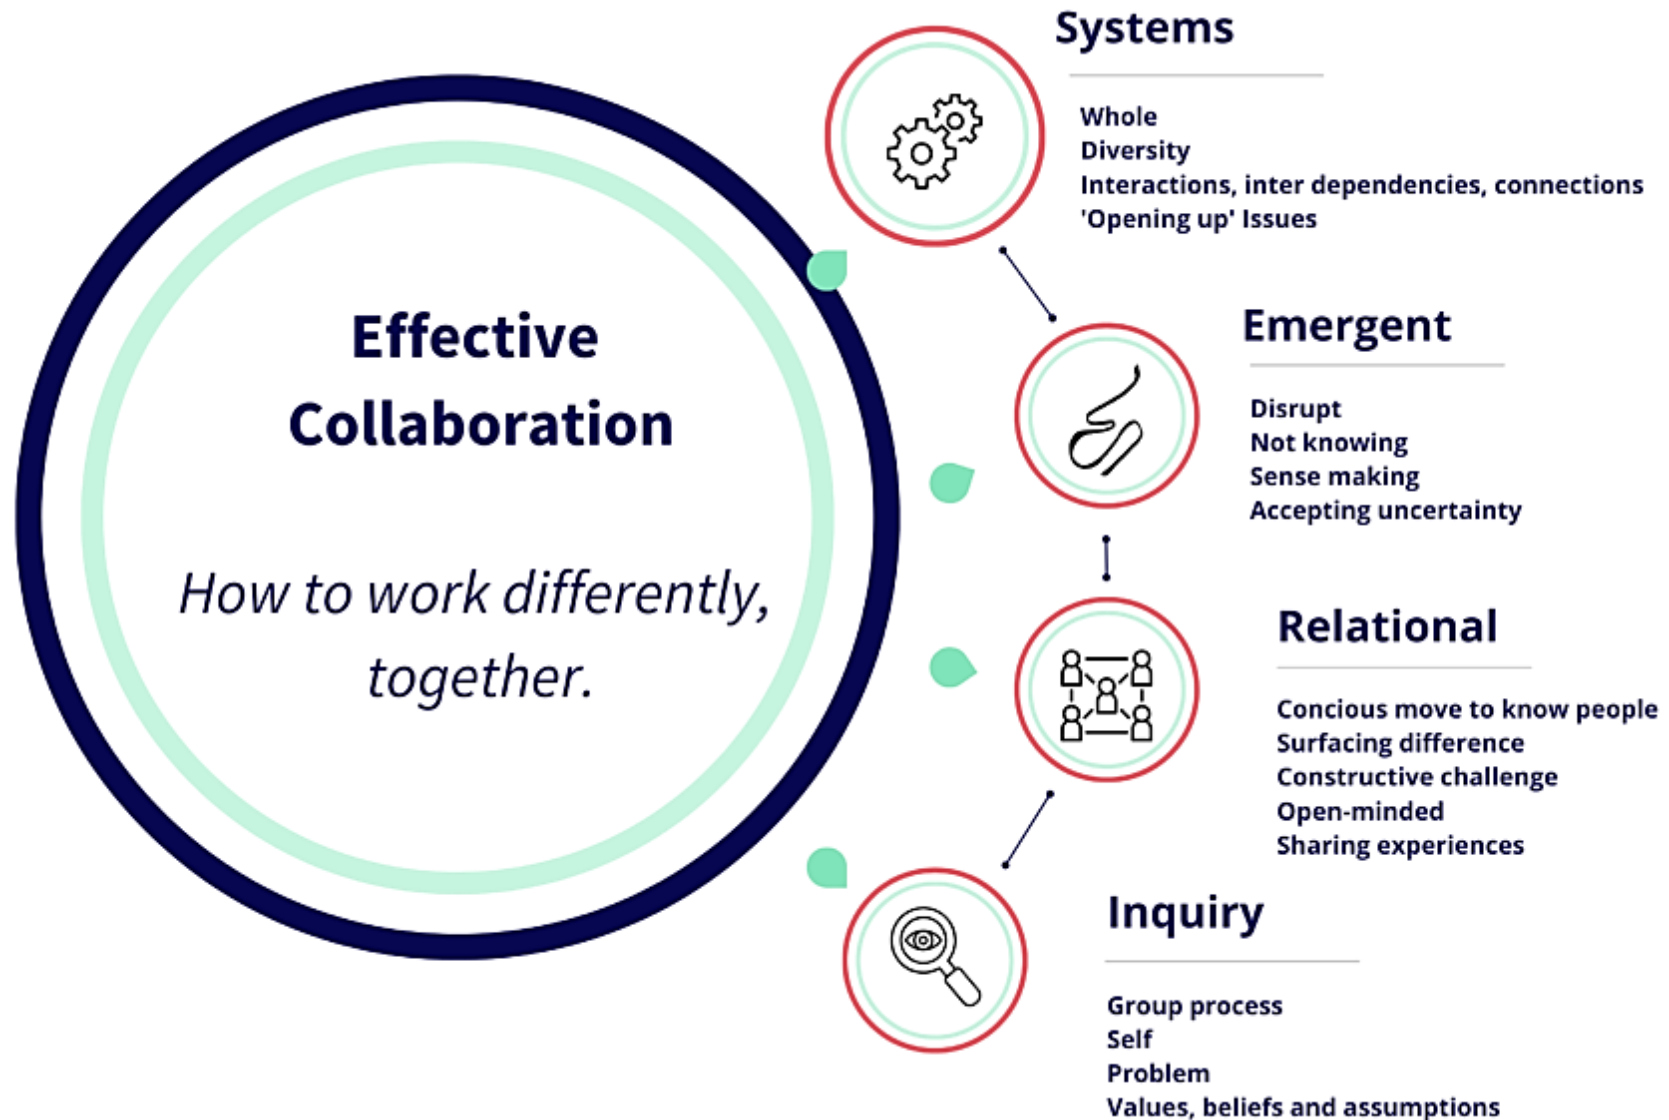 Effective
Collaboration
How to work differently,
together.
Systems
Whole
Diversity
Interactions, inter dependencies, connections
'Opening up' Issues
Emergent
Disrupt
Not knowing
Sense making
Accepting uncertainty
Relational
Concious move to know people
Surfacing difference
Constructive challenge
Open-minded
Sharing experiences
Inquiry
Group process
Self
Problem
Values, beliefs and assumptions